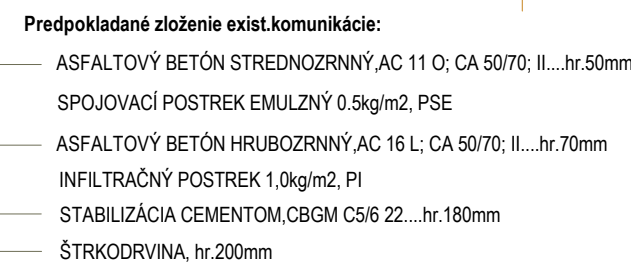 Predpokladané zloženie exist.komunikácie:
ASFALTOVÝ BETÓN STREDNOZRNNÝ,AC 11 O; CA 50/70; II....hr.50mm
SPOJOVACÍ POSTREK EMULZNÝ 0.5kg/m2, PSE
ASFALTOVÝ BETÓN HRUBOZRNNÝ,AC 16 L; CA 50/70; II....hr.70mm
INFILTRAČNÝ POSTREK 1,0kg/m2, PI
STABILIZÁCIA CEMENTOM,CBGM C5/6 22....hr.180mm
ŠTRKODRVINA, hr.200mm